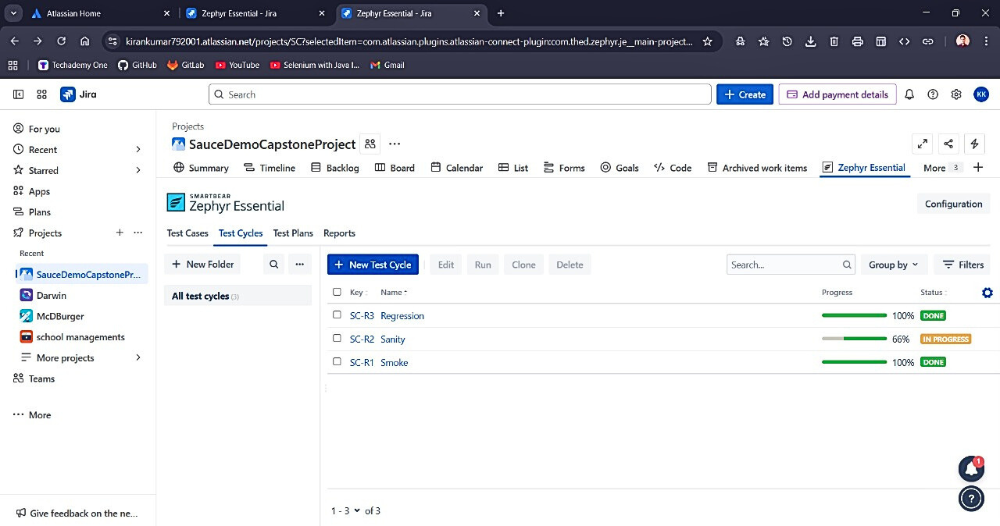 Atlassian Home
Zephyr Essential - Jira
Zephyr Essential - Jira
kirankumar792001.atlassian.net/projects/SC?selectedItem=com.atlassian.plugins.atlassian-connect-plugin:com.thed.zephyr.je__main-project...
Techademy One GitHub GitLab YouTube Selenium with Java I... Gmail
Jira Search + Create Add payment details KK
For you
Recent
Starred
Apps
Plans
Projects
Recent
SauceDemoCapstonePr...
Darwin
McDBurger
school managements
More projects
Teams
More
Give feedback on the ne...
Projects
SauceDemoCapstoneProject
Summary Timeline Backlog Board Calendar List Forms Goals Code Archived work items Zephyr Essential More 3
SMARTBEAR
Zephyr Essential
Configuration
Test Cases Test Cycles Test Plans Reports
+ New Folder
All test cycles (3)
+ New Test Cycle Edit Run Clone Delete Search... Group by Filters
Key Name Progress Status
SC-R3 Regression 100% DONE
SC-R2 Sanity 66% IN PROGRESS
SC-R1 Smoke 100% DONE
1
?
1 - 3 of 3